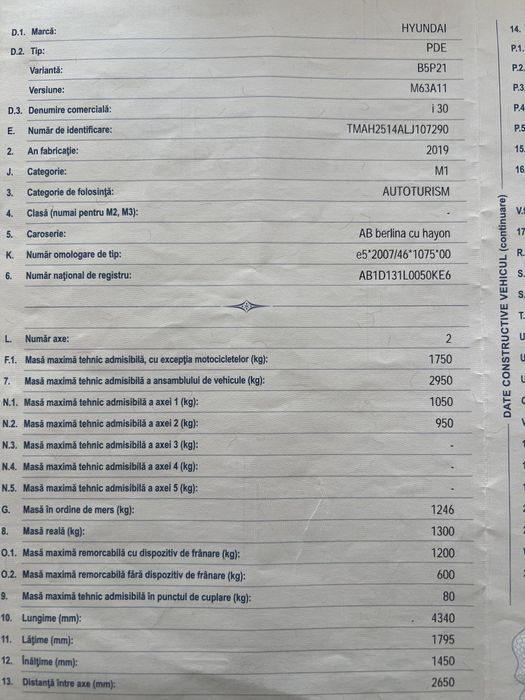 D.1. Marcă: HYUNDAI
D.2. Tip: PDE
Variantă: B5P21
Versiune: M63A11
D.3. Denumire comercială: i 30
E. Număr de identificare: TMAH2514ALJ107290
2. An fabricație: 2019
J. Categorie: M1
3. Categorie de folosință: AUTOTURISM
4. Clasă (numai pentru M2, M3): -
5. Caroserie: AB berlina cu hayon
K. Număr omologare de tip: e5*2007/46*1075*00
6. Număr național de registru: AB1D131L0050KE6
L. Număr axe: 2
F.1. Masă maximă tehnic admisibilă, cu excepția motocicletelor (kg): 1750
7. Masă maximă tehnic admisibilă a ansamblului de vehicule (kg): 2950
N.1. Masă maximă tehnic admisibilă a axei 1 (kg): 1050
N.2. Masă maximă tehnic admisibilă a axei 2 (kg): 950
N.3. Masă maximă tehnic admisibilă a axei 3 (kg): -
N.4. Masă maximă tehnic admisibilă a axei 4 (kg): -
N.5. Masă maximă tehnic admisibilă a axei 5 (kg): -
G. Masă în ordine de mers (kg): 1246
8. Masă reală (kg): 1300
O.1. Masă maximă remorcabilă cu dispozitiv de frânare (kg): 1200
O.2. Masă maximă remorcabilă fără dispozitiv de frânare (kg): 600
9. Masă maximă tehnic admisibilă în punctul de cuplare (kg): 80
10. Lungime (mm): 4340
11. Lățime (mm): 1795
12. Înălțime (mm): 1450
13. Distanță între axe (mm): 2650
DATE CONSTRUCTIVE VEHICUL (continuare)
14.
P.1.
P.2.
P.3
P.4
P.5
15.
16
17
R.
S.
S.
T.
U